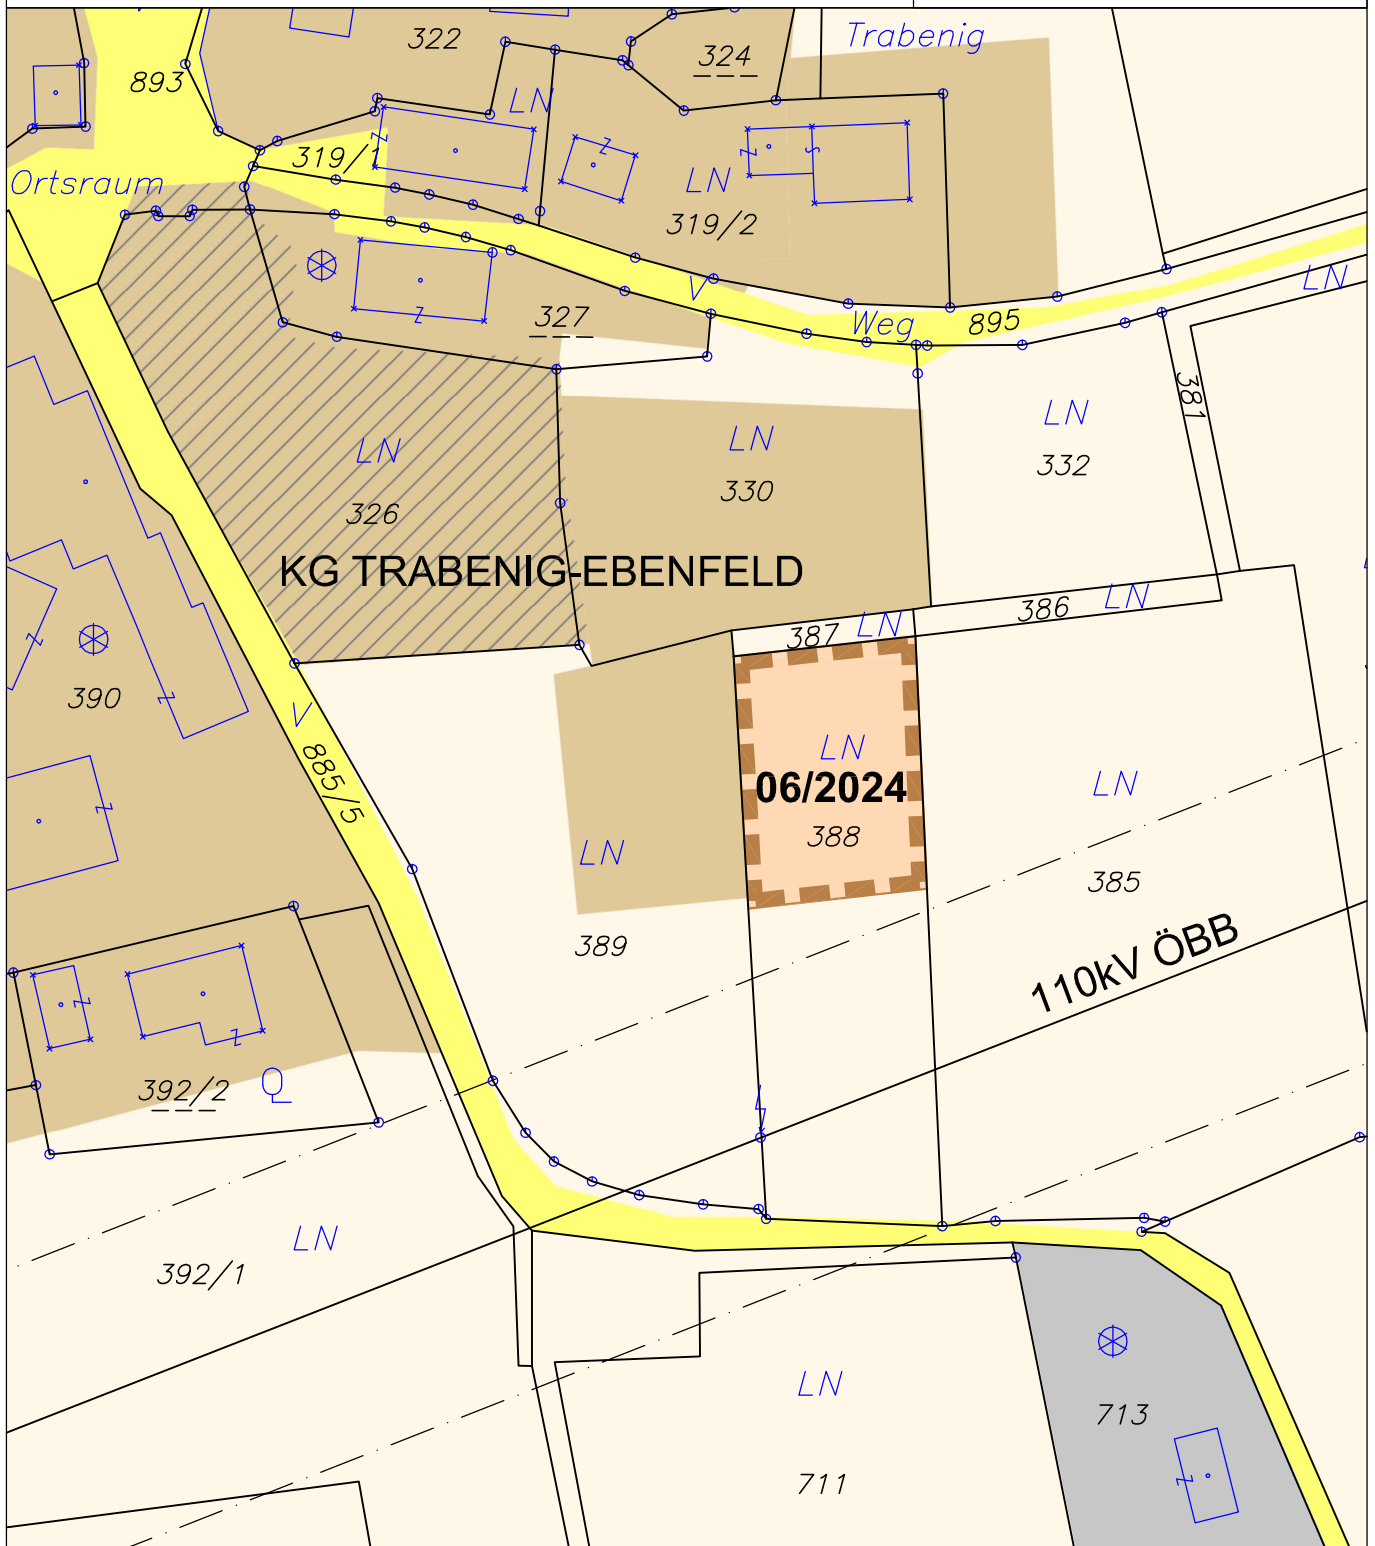 322
Trabenig
324
893
LN
319/1
Ortsraum
Z
Z
Z
S
LN
319/2
V
LN
Z
327
Weg
895
381
LN
LN
LN
332
330
326
KG TRABENIG-EBENFELD
LN
386
LN
387
Z
390
Z
V
885/5
LN
06/2024
388
LN
Z
LN
385
389
110kV ÖBB
Z
Z
392/2
Q
LN
392/1
LN
713
711
Z